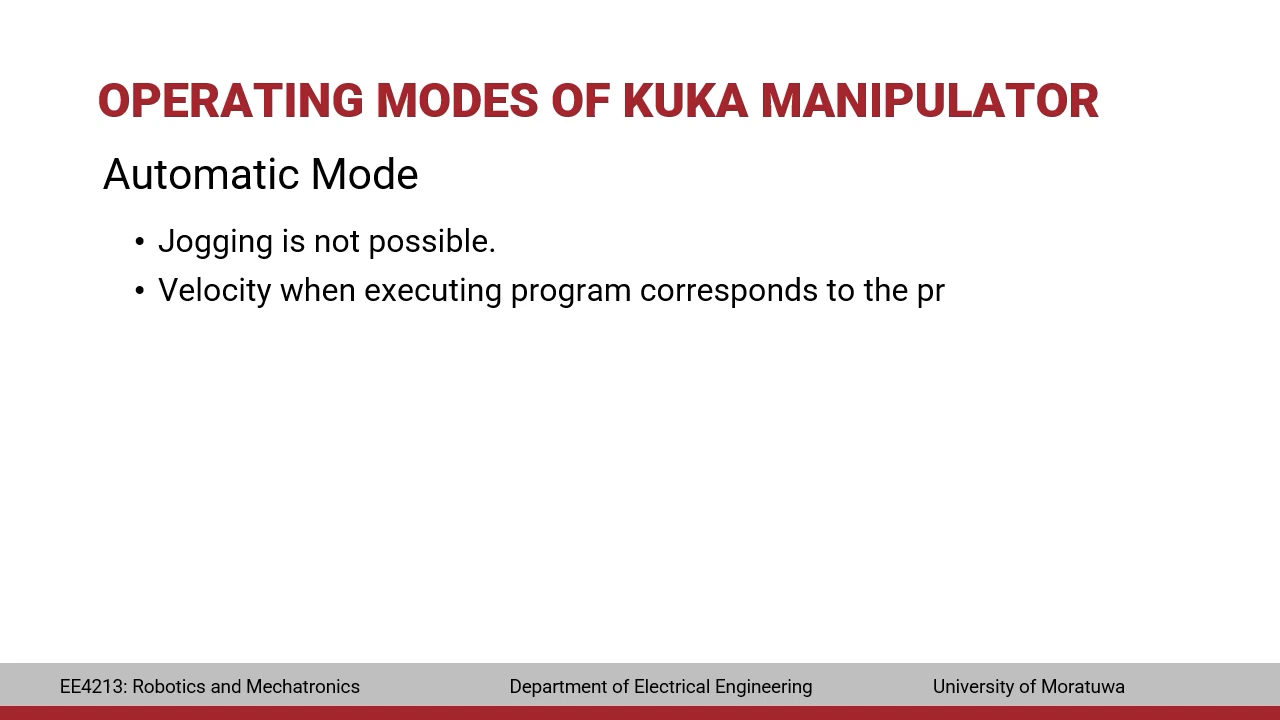 OPERATING MODES OF KUKA MANIPULATOR
Automatic Mode
• Jogging is not possible.
• Velocity when executing program corresponds to the pr
EE4213: Robotics and Mechatronics
Department of Electrical Engineering
University of Moratuwa